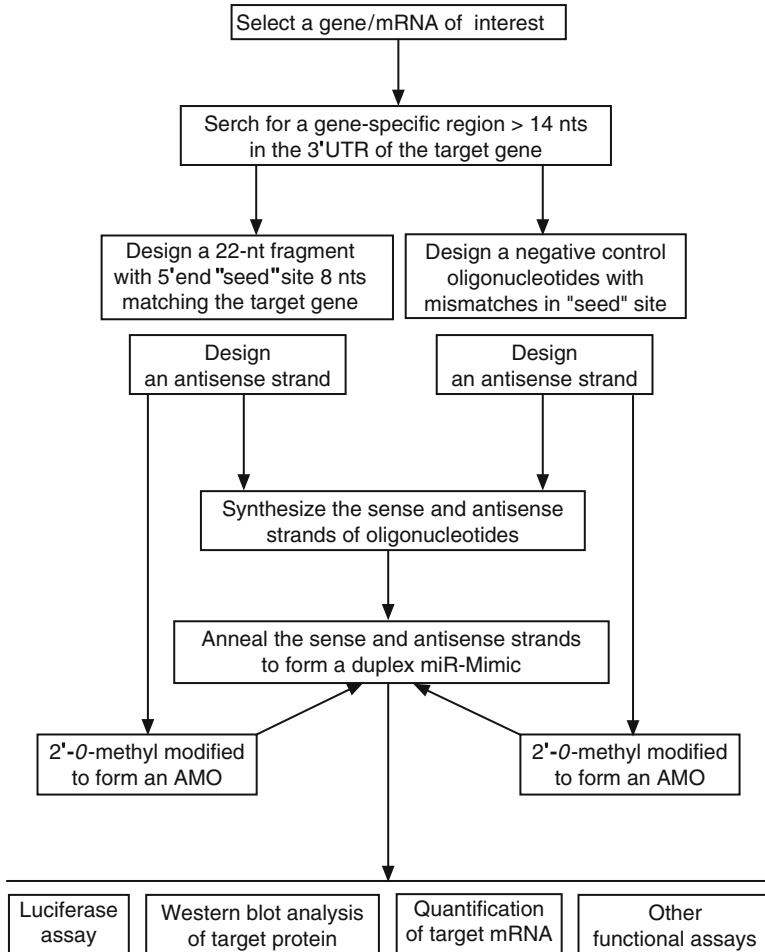 Select a gene/mRNA of interest
Serch for a gene-specific region > 14 nts
in the 3'UTR of the target gene
Design a 22-nt fragment
with 5'end "seed" site 8 nts
matching the target gene
Design a negative control
oligonucleotides with
mismatches in "seed" site
Design
an antisense strand
Design
an antisense strand
Synthesize the sense and antisense
strands of oligonucleotides
Anneal the sense and antisense strands
to form a duplex miR-Mimic
2'-0-methyl modified
to form an AMO
2'-0-methyl modified
to form an AMO
Luciferase
assay
Western blot analysis
of target protein
Quantification
of target mRNA
Other
functional assays